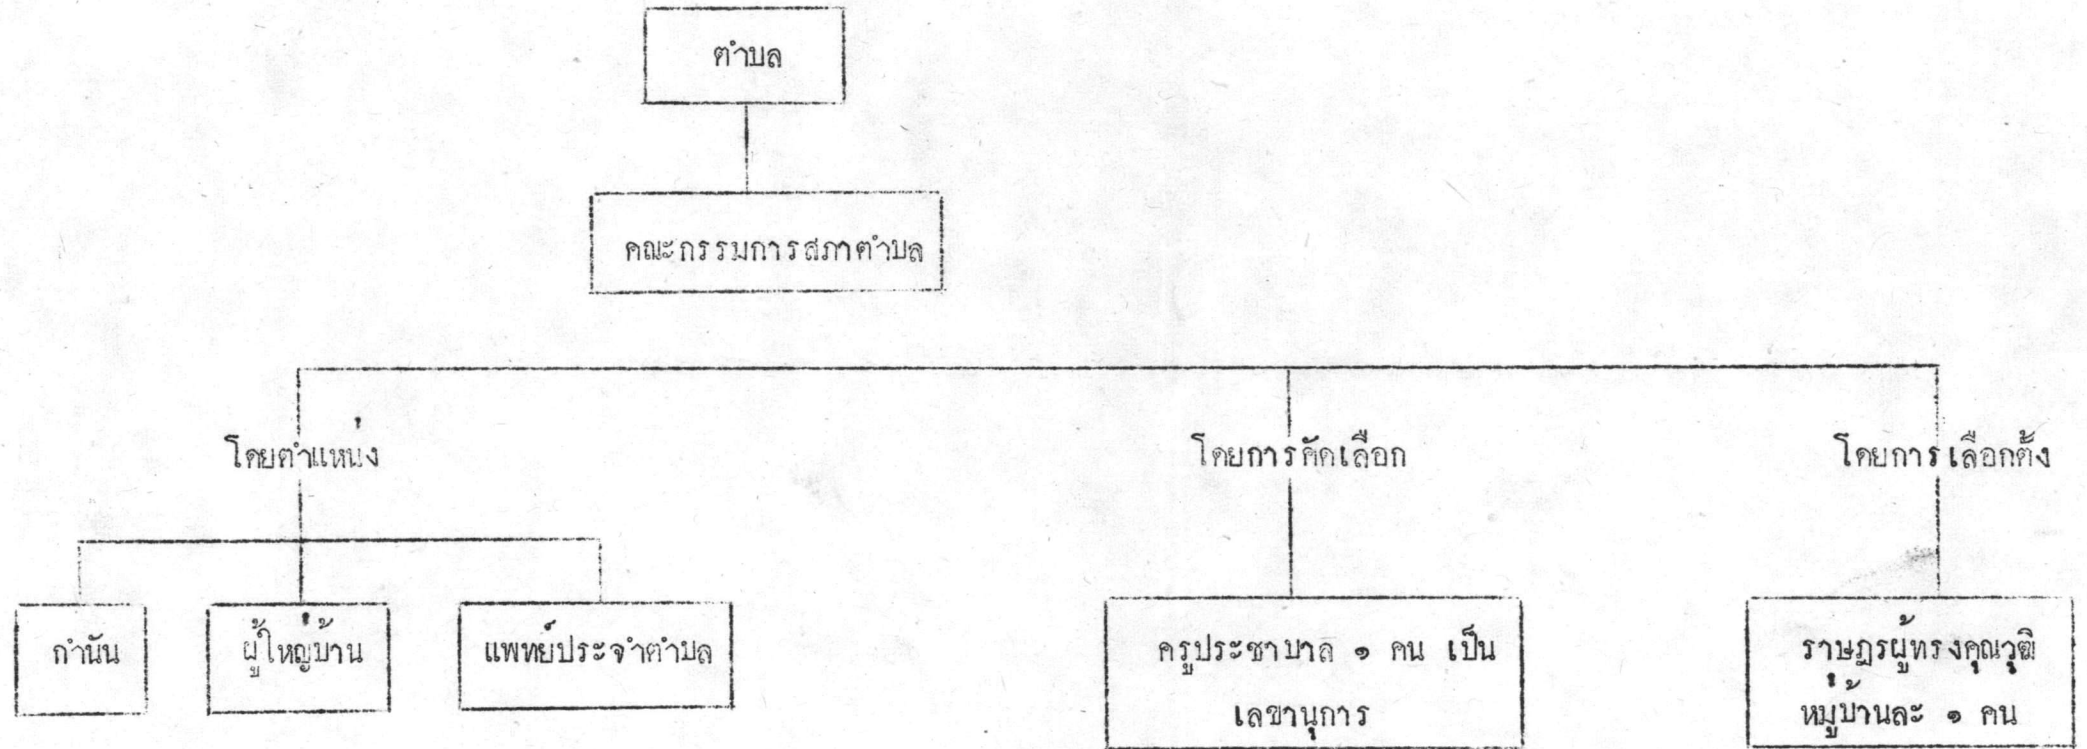 ตำบล
คณะกรรมการสภาตำบล
โดยตำแหน่ง
โดยการคัดเลือก
โดยการเลือกตั้ง
กำนัน
ผู้ใหญ่บ้าน
แพทย์ประจำตำบล
ครูประชาบาล ๑ คน เป็น
เลขานุการ
ราษฎรผู้ทรงคุณวุฒิ
หมู่บ้านละ ๑ คน